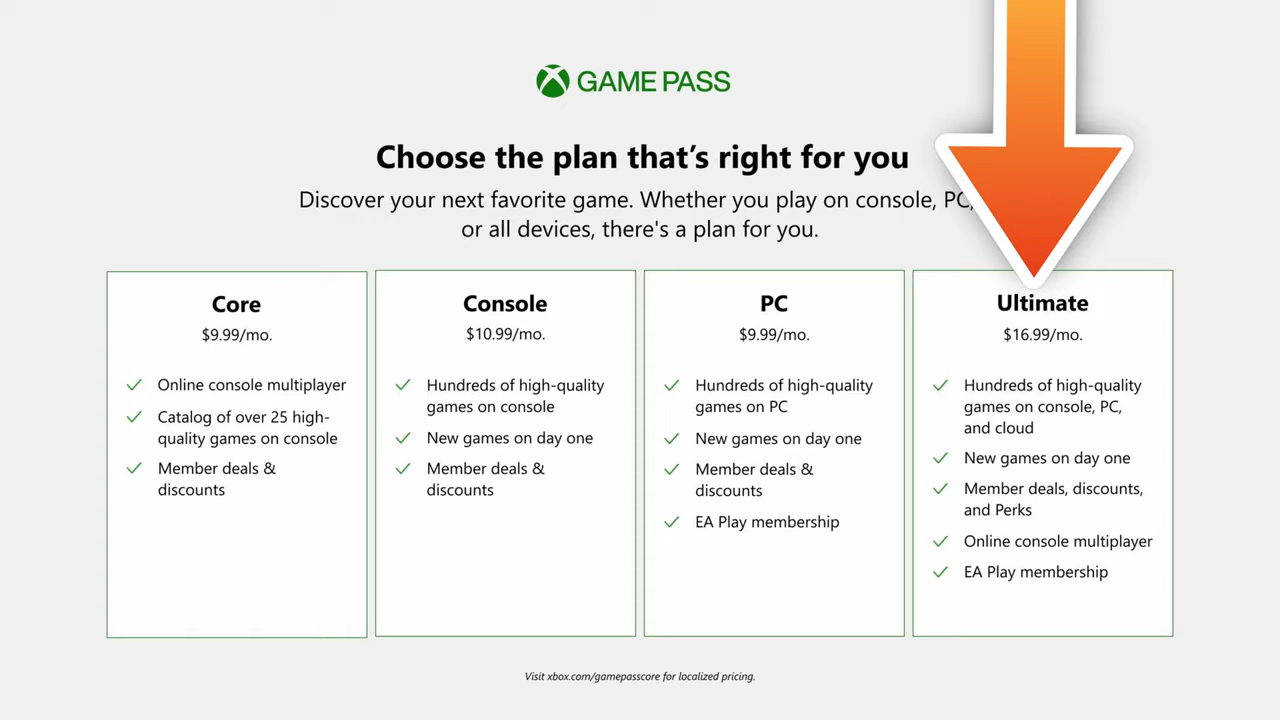 GAME PASS
Choose the plan that's right for you
Discover your next favorite game. Whether you play on console, PC,
or all devices, there's a plan for you.
Core
$9.99/mo.
Online console multiplayer
Catalog of over 25 high-
quality games on console
Member deals &
discounts
Console
$10.99/mo.
Hundreds of high-quality
games on console
New games on day one
Member deals &
discounts
PC
$9.99/mo.
Hundreds of high-quality
games on PC
New games on day one
Member deals &
discounts
EA Play membership
Ultimate
$16.99/mo.
Hundreds of high-quality
games on console, PC,
and cloud
New games on day one
Member deals, discounts,
and Perks
Online console multiplayer
EA Play membership
Visit xbox.com/gamepasscore for localized pricing.